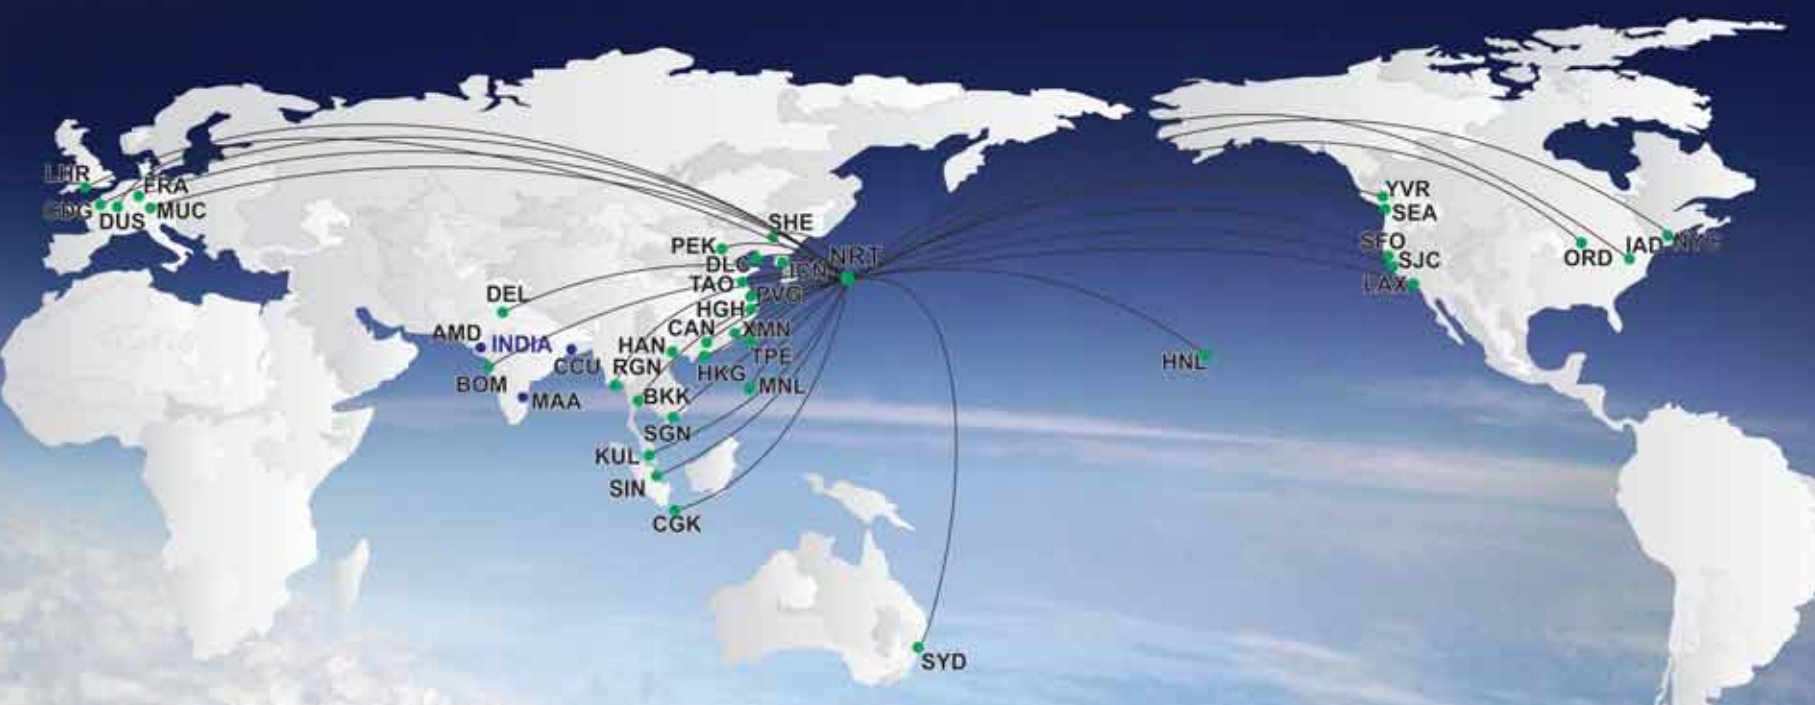 LHR
FRA
CDG
DUS
MUC
SHE
PEK
NRT
DLC
ICN
TAO
PVG
DEL
HGH
AMD
INDIA
CAN
XMN
HAN
TPE
CCU
RGN
HKG
BOM
MNL
MAA
BKK
SGN
KUL
SIN
CGK
SYD
HNL
YVR
SEA
SFO
SJC
LAX
ORD
IAD
NYC